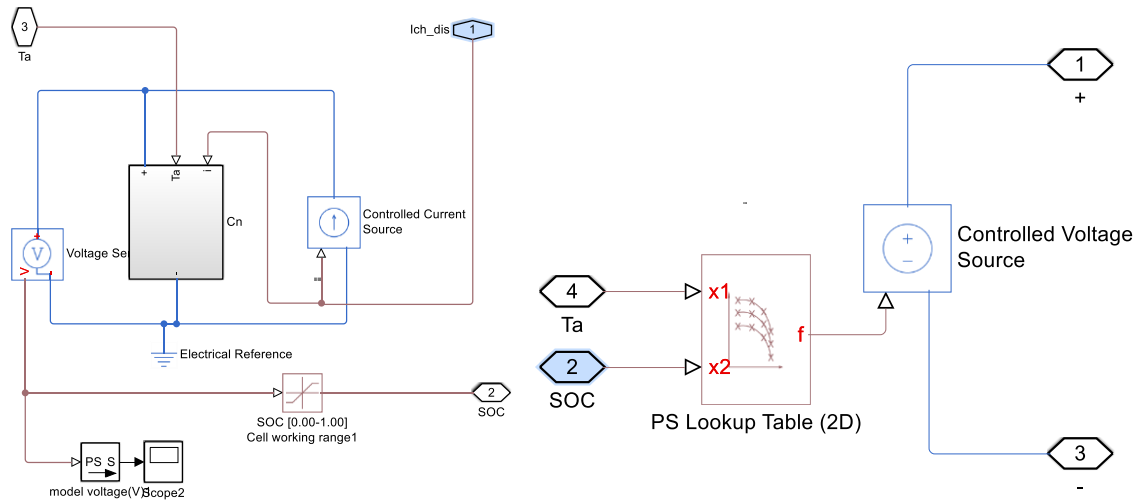 3
Ta
Ich_dis
1
+
Ta
i
-
Cn
Controlled Current
Source
+
V
V
-
Voltage Se
Electrical Reference
SOC [0.00-1.00]
Cell working range1
2
SOC
PS S
model voltage(V)
Scope2
1
+
Controlled Voltage
Source
+
-
4
Ta
2
SOC
x1
x2
f
PS Lookup Table (2D)
3
-